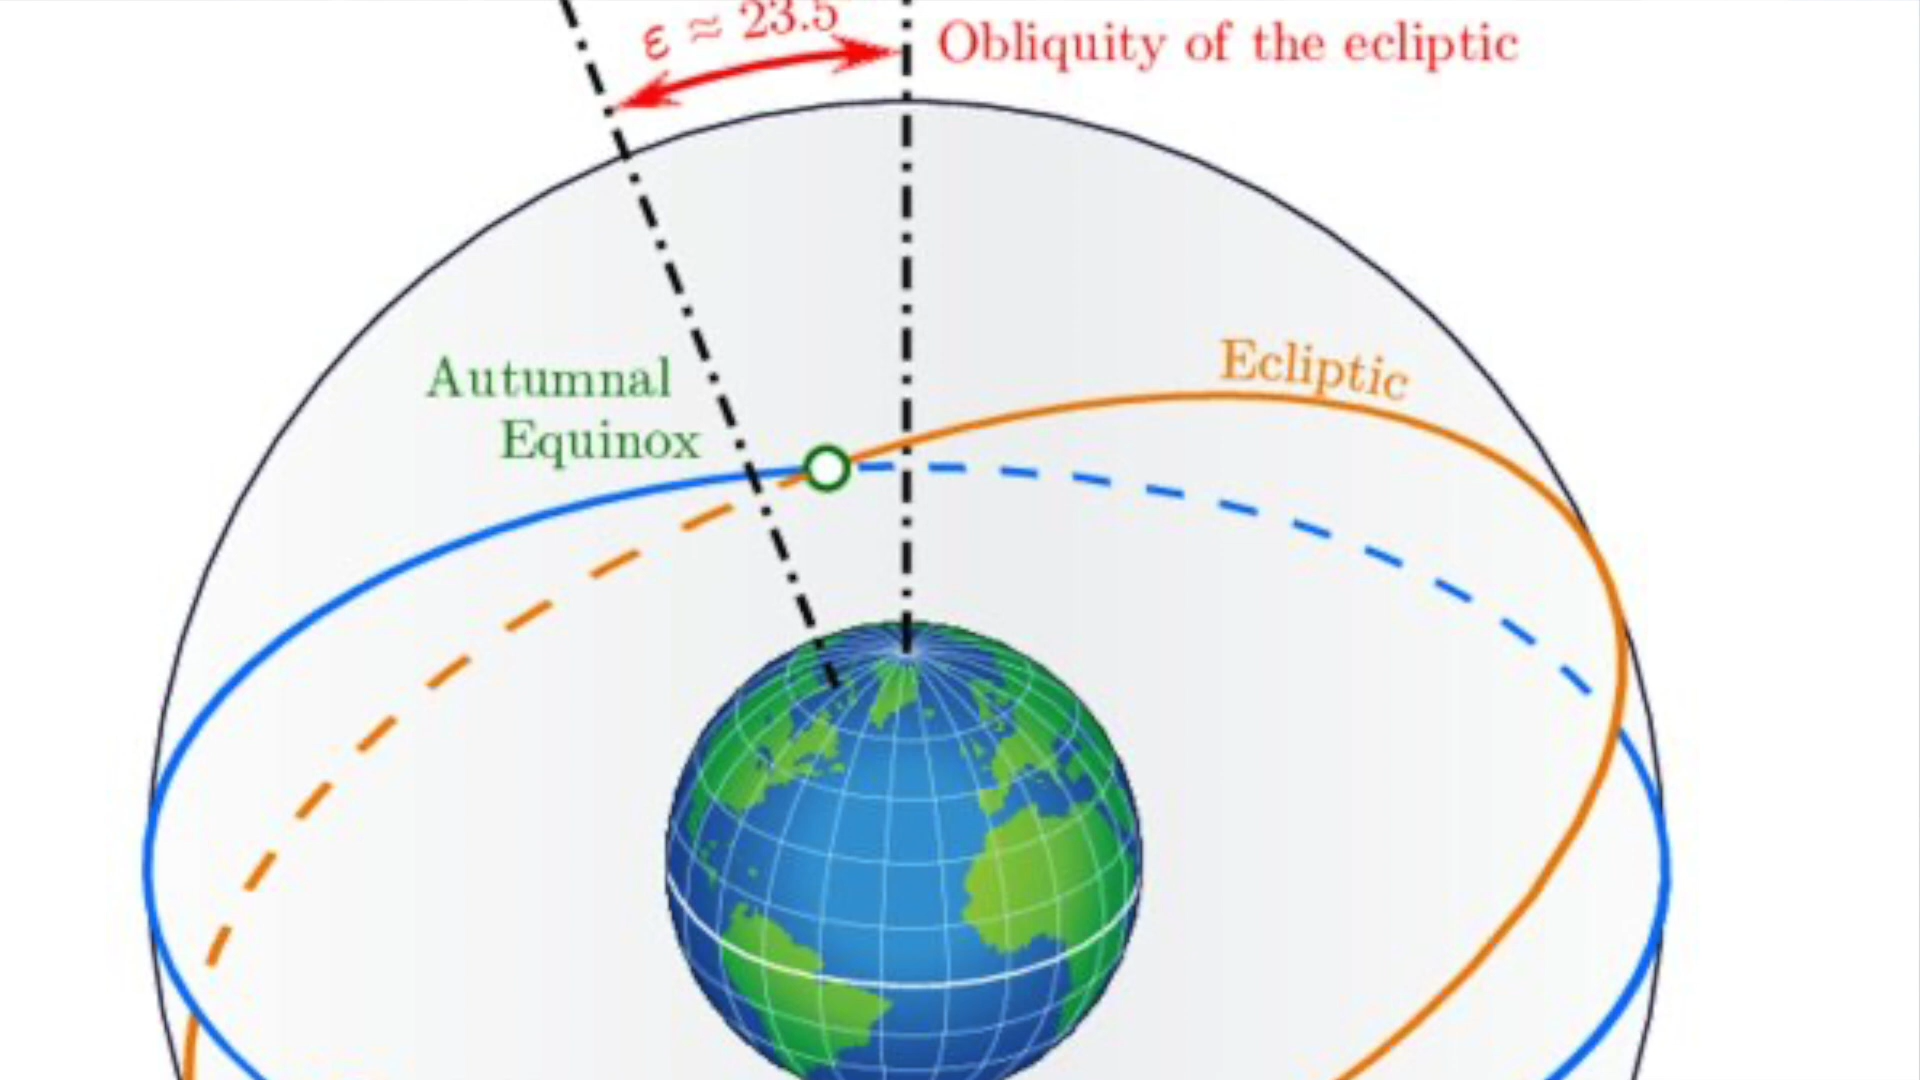 ε ≈ 23.5
Obliquity of the ecliptic
Ecliptic
Autumnal
Equinox